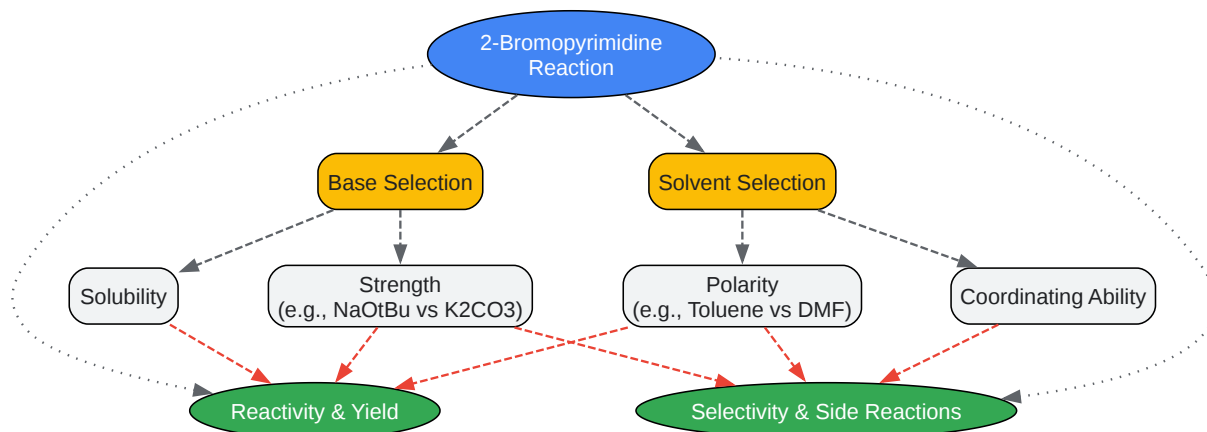 2-Bromopyrimidine
Reaction
Base Selection
Solvent Selection
Solubility
Strength
(e.g., NaOtBu vs K2CO3)
Polarity
(e.g., Toluene vs DMF)
Coordinating Ability
Reactivity & Yield
Selectivity & Side Reactions